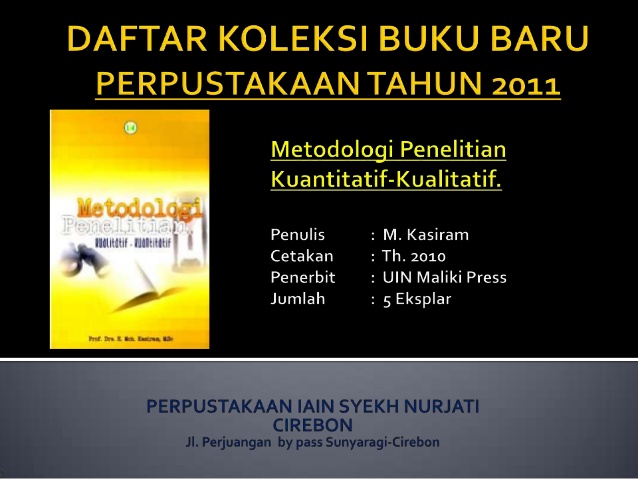 DAFTAR KOLEKSI BUKU BARU
PERPUSTAKAAN TAHUN 2011
14
Metodologi
Penelitian
Kualitatif - Kuantitatif
Prof. Drs. H. Moh. Kasiram, M.Sc
Metodologi Penelitian
Kuantitatif-Kualitatif.
Penulis : M. Kasiram
Cetakan : Th. 2010
Penerbit : UIN Maliki Press
Jumlah : 5 Eksplar
PERPUSTAKAAN IAIN SYEKH NURJATI
CIREBON
Jl. Perjuangan by pass Sunyaragi-Cirebon